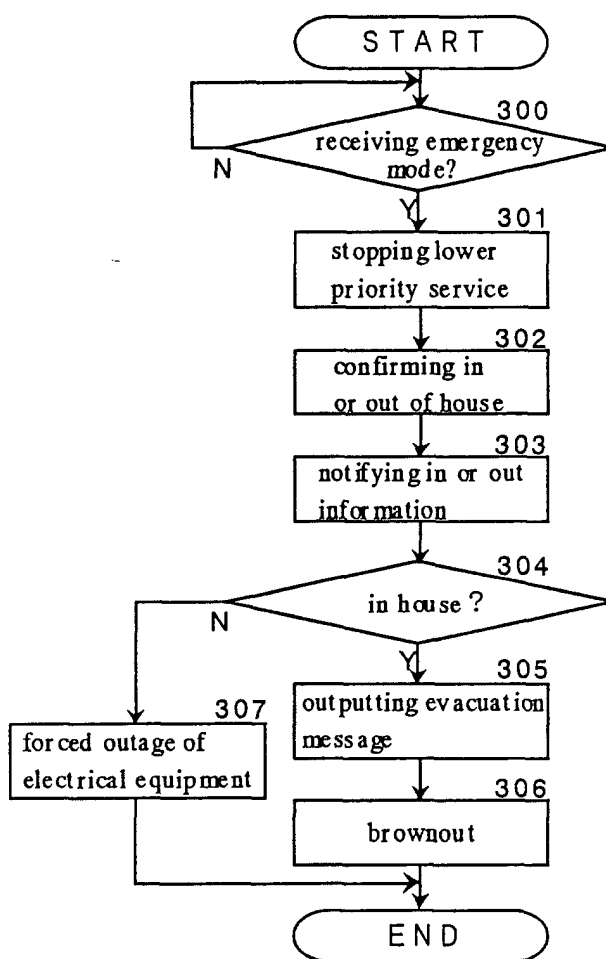 START
300
receiving emergency
mode?
N
Y
301
stopping lower
priority service
302
confirming in
or out of house
303
notifying in or out
information
304
in house?
N
Y
305
outputting evacuation
message
307
forced outage of
electrical equipment
306
brownout
END